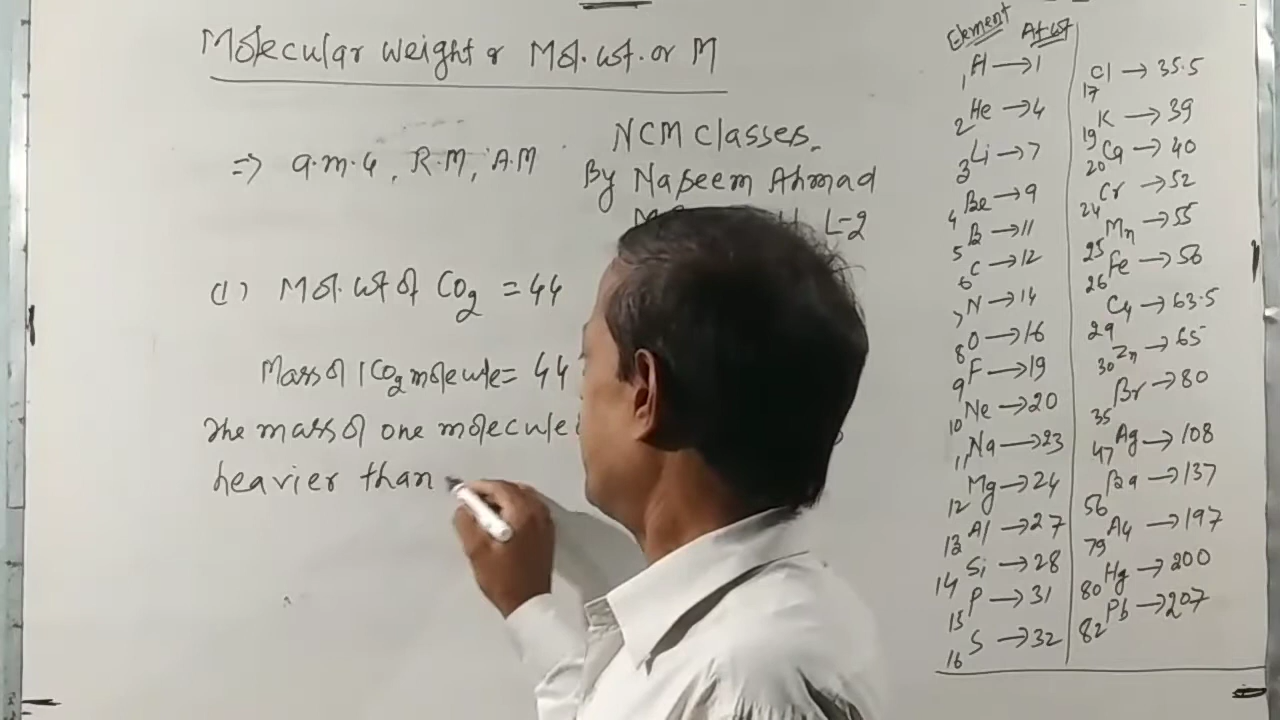 Molecular Weight or Mol. wt. or M
⇒ a.m.u, R.M, A.M
NCM Classes.
By Naseem Ahmad
L-2
(1) Mol. wt of CO2 = 44
Mass of 1 CO2 molecule = 44
The mass of one molecule
heavier than
Element At wt
1 H → 1
2 He → 4
3 Li → 7
4 Be → 9
5 B → 11
6 C → 12
7 N → 14
8 O → 16
9 F → 19
10 Ne → 20
11 Na → 23
12 Mg → 24
13 Al → 27
14 Si → 28
15 P → 31
16 S → 32
17 Cl → 35.5
19 K → 39
20 Ca → 40
24 Cr → 52
25 Mn → 55
26 Fe → 56
29 Cu → 63.5
30 Zn → 65
35 Br → 80
47 Ag → 108
56 Ba → 137
79 Au → 197
80 Hg → 200
82 Pb → 207